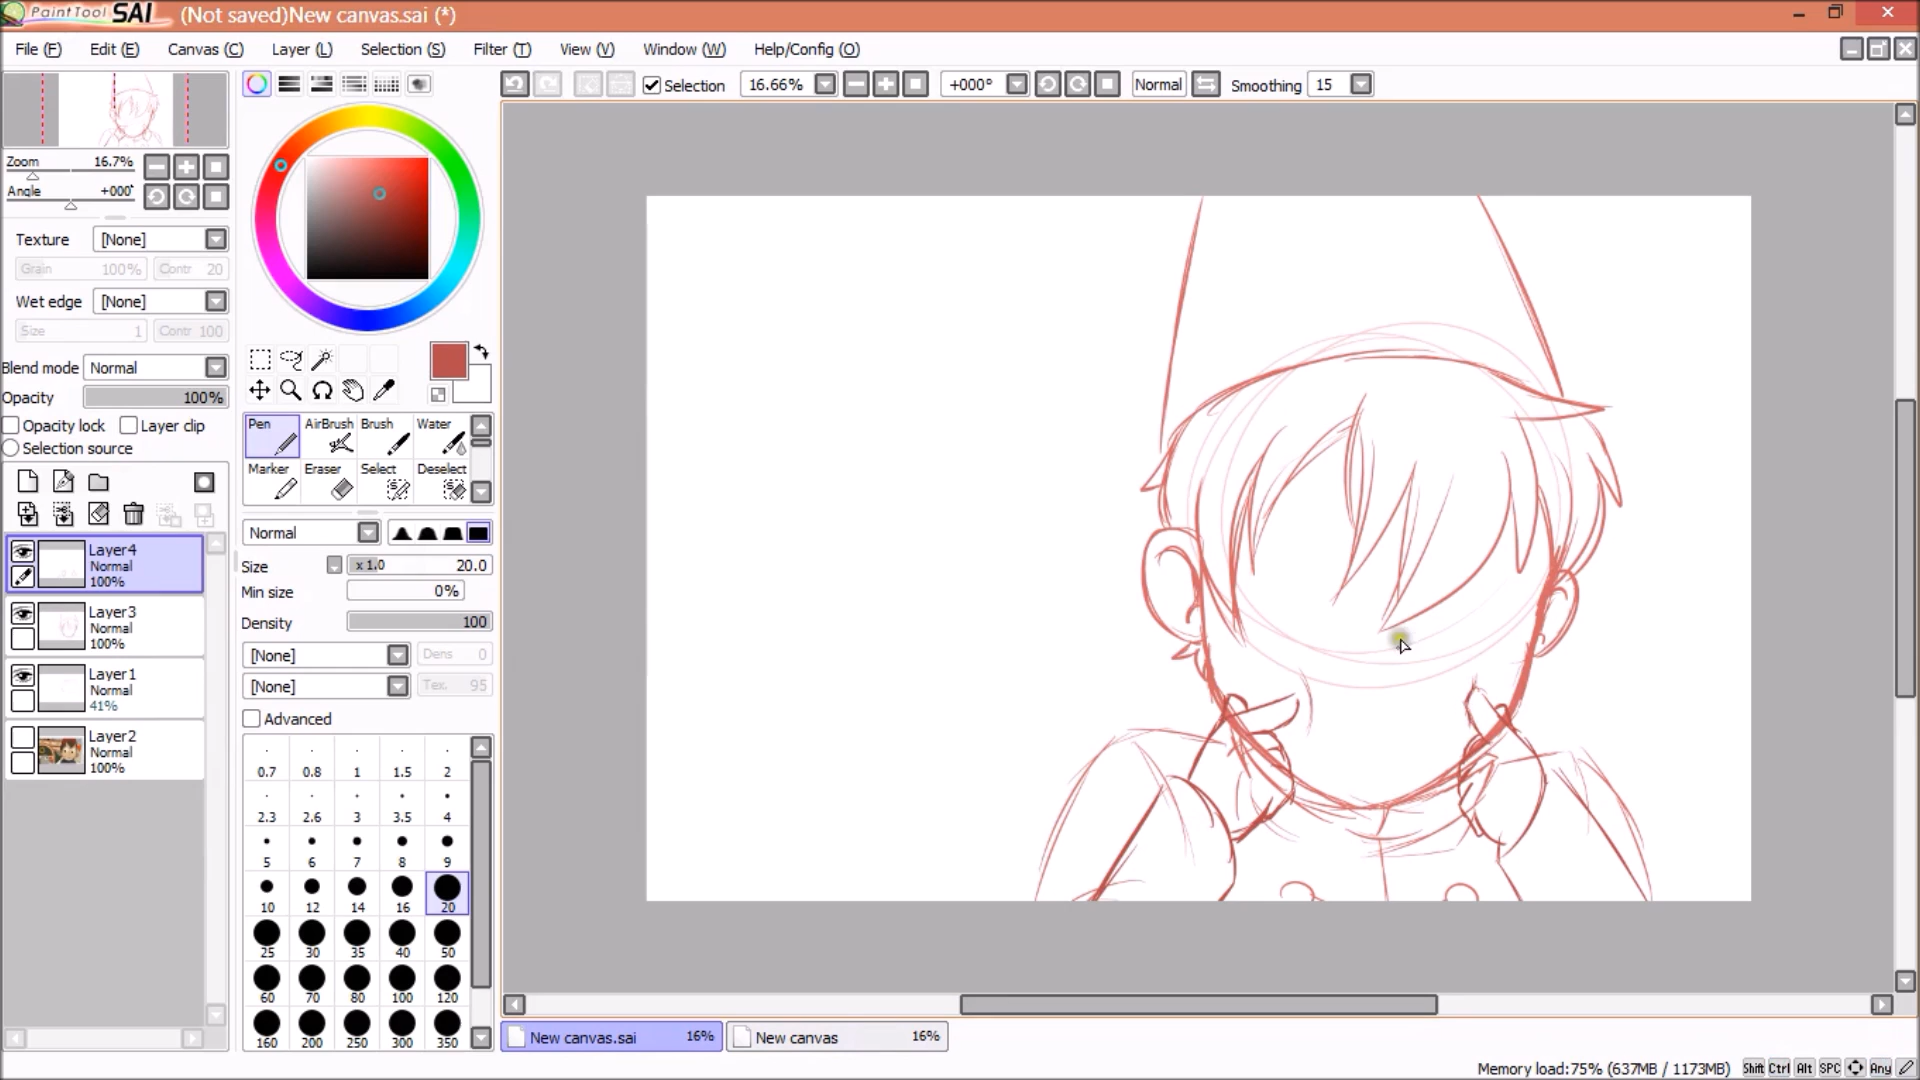 PaintTool SAI (Not saved)New canvas.sai (*)
File (F) Edit (E) Canvas (C) Layer (L) Selection (S) Filter (T) View (V) Window (W) Help/Config (O)
Selection 16.66% +000° Normal Smoothing 15
Zoom 16.7%
Angle +000°
Texture [None]
Grain 100% Contr 20
Wet edge [None]
Size 1 Contr 100
Blend mode Normal
Opacity 100%
Opacity lock Layer clip
Selection source
Layer4
Normal
100%
Layer3
Normal
100%
Layer1
Normal
41%
Layer2
Normal
100%
Pen AirBrush Brush Water
Marker Eraser Select Deselect
Normal
Size x 1.0 20.0
Min size 0%
Density 100
[None] Dens 0
[None] Tex. 95
Advanced
0.7 0.8 1 1.5 2
2.3 2.6 3 3.5 4
5 6 7 8 9
10 12 14 16 20
25 30 35 40 50
60 70 80 100 120
160 200 250 300 350
New canvas.sai 16% New canvas 16%
Memory load:75% (637MB / 1173MB) Shift Ctrl Alt SPC Any